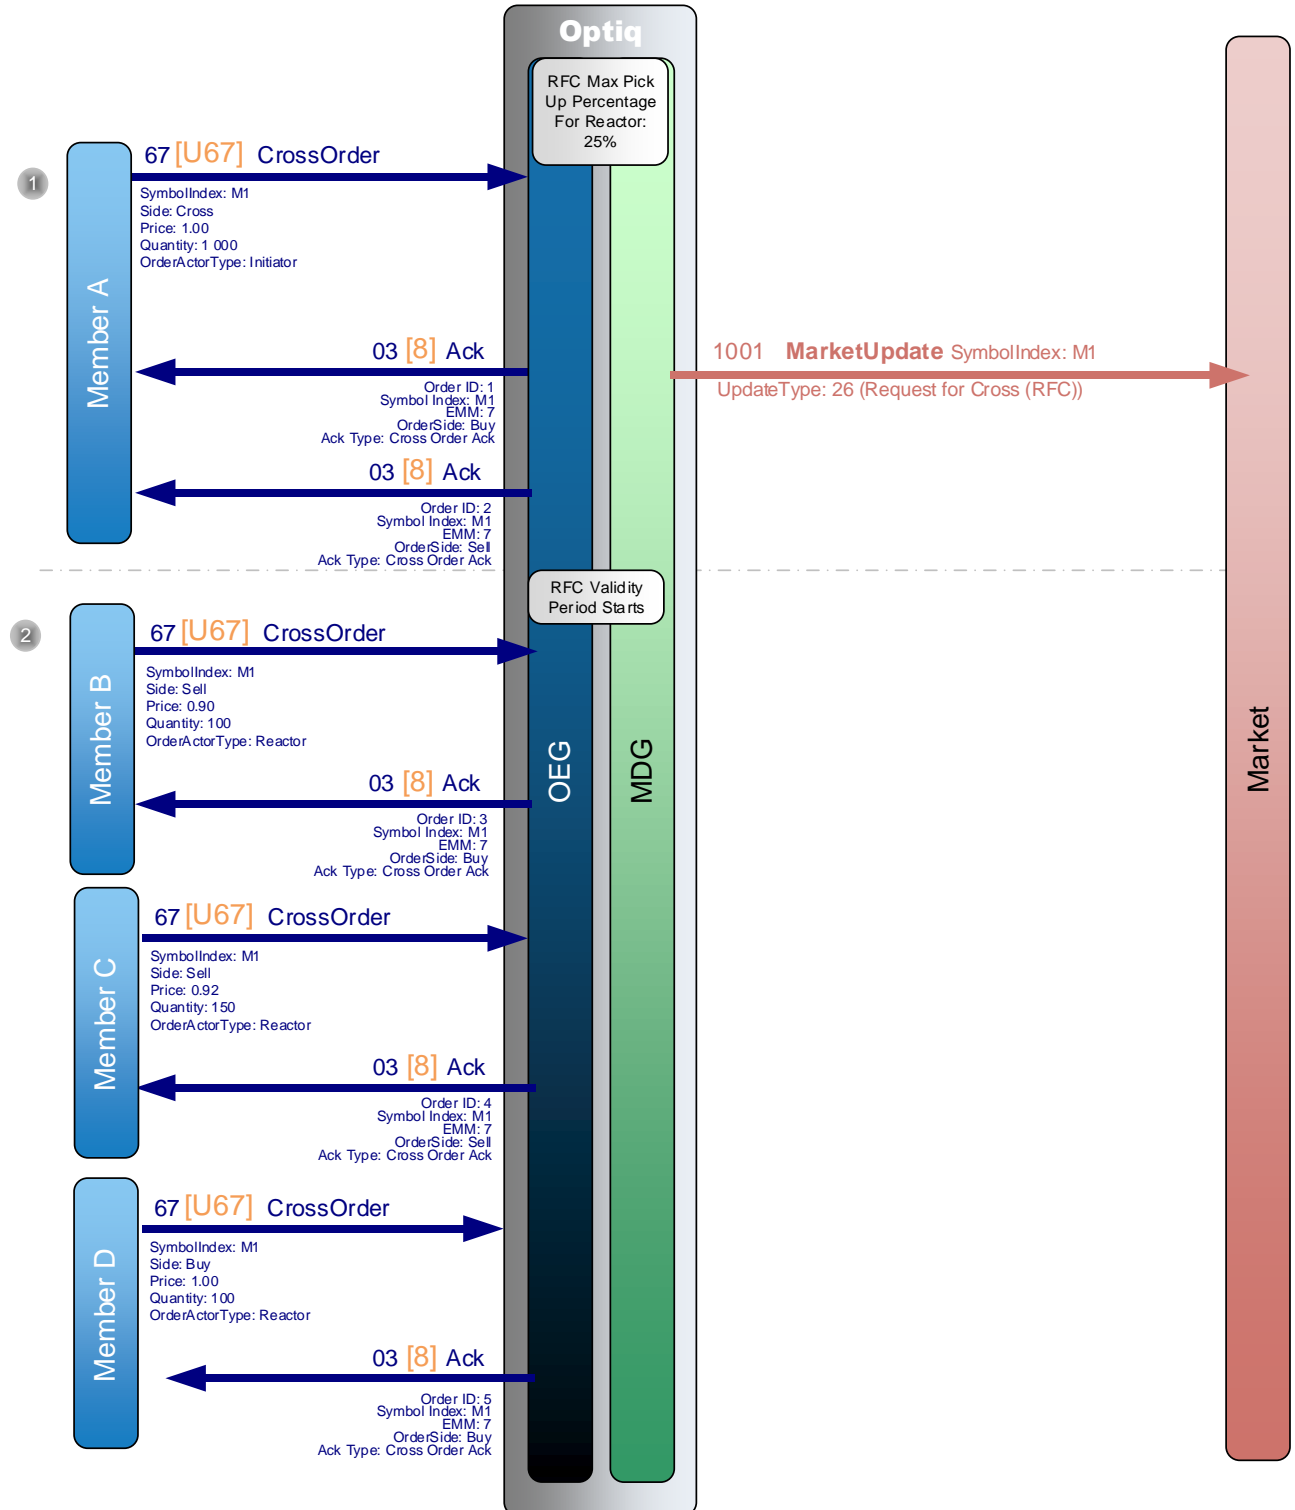 Optiq
RFC Max Pick
Up Percentage
For Reactor:
25%
1
Member A
67 [U67] CrossOrder
SymbolIndex: M1
Side: Cross
Price: 1.00
Quantity: 1 000
OrderActorType: Initiator
03 [8] Ack
Order ID: 1
Symbol Index: M1
EMM: 7
OrderSide: Buy
Ack Type: Cross Order Ack
1001 MarketUpdate SymbolIndex: M1
UpdateType: 26 (Request for Cross (RFC))
03 [8] Ack
Order ID: 2
Symbol Index: M1
EMM: 7
OrderSide: Sell
Ack Type: Cross Order Ack
RFC Validity
Period Starts
2
Member B
67 [U67] CrossOrder
SymbolIndex: M1
Side: Sell
Price: 0.90
Quantity: 100
OrderActorType: Reactor
OEG
MDG
Market
03 [8] Ack
Order ID: 3
Symbol Index: M1
EMM: 7
OrderSide: Buy
Ack Type: Cross Order Ack
Member C
67 [U67] CrossOrder
SymbolIndex: M1
Side: Sell
Price: 0.92
Quantity: 150
OrderActorType: Reactor
03 [8] Ack
Order ID: 4
Symbol Index: M1
EMM: 7
OrderSide: Sell
Ack Type: Cross Order Ack
Member D
67 [U67] CrossOrder
SymbolIndex: M1
Side: Buy
Price: 1.00
Quantity: 100
OrderActorType: Reactor
03 [8] Ack
Order ID: 5
Symbol Index: M1
EMM: 7
OrderSide: Buy
Ack Type: Cross Order Ack